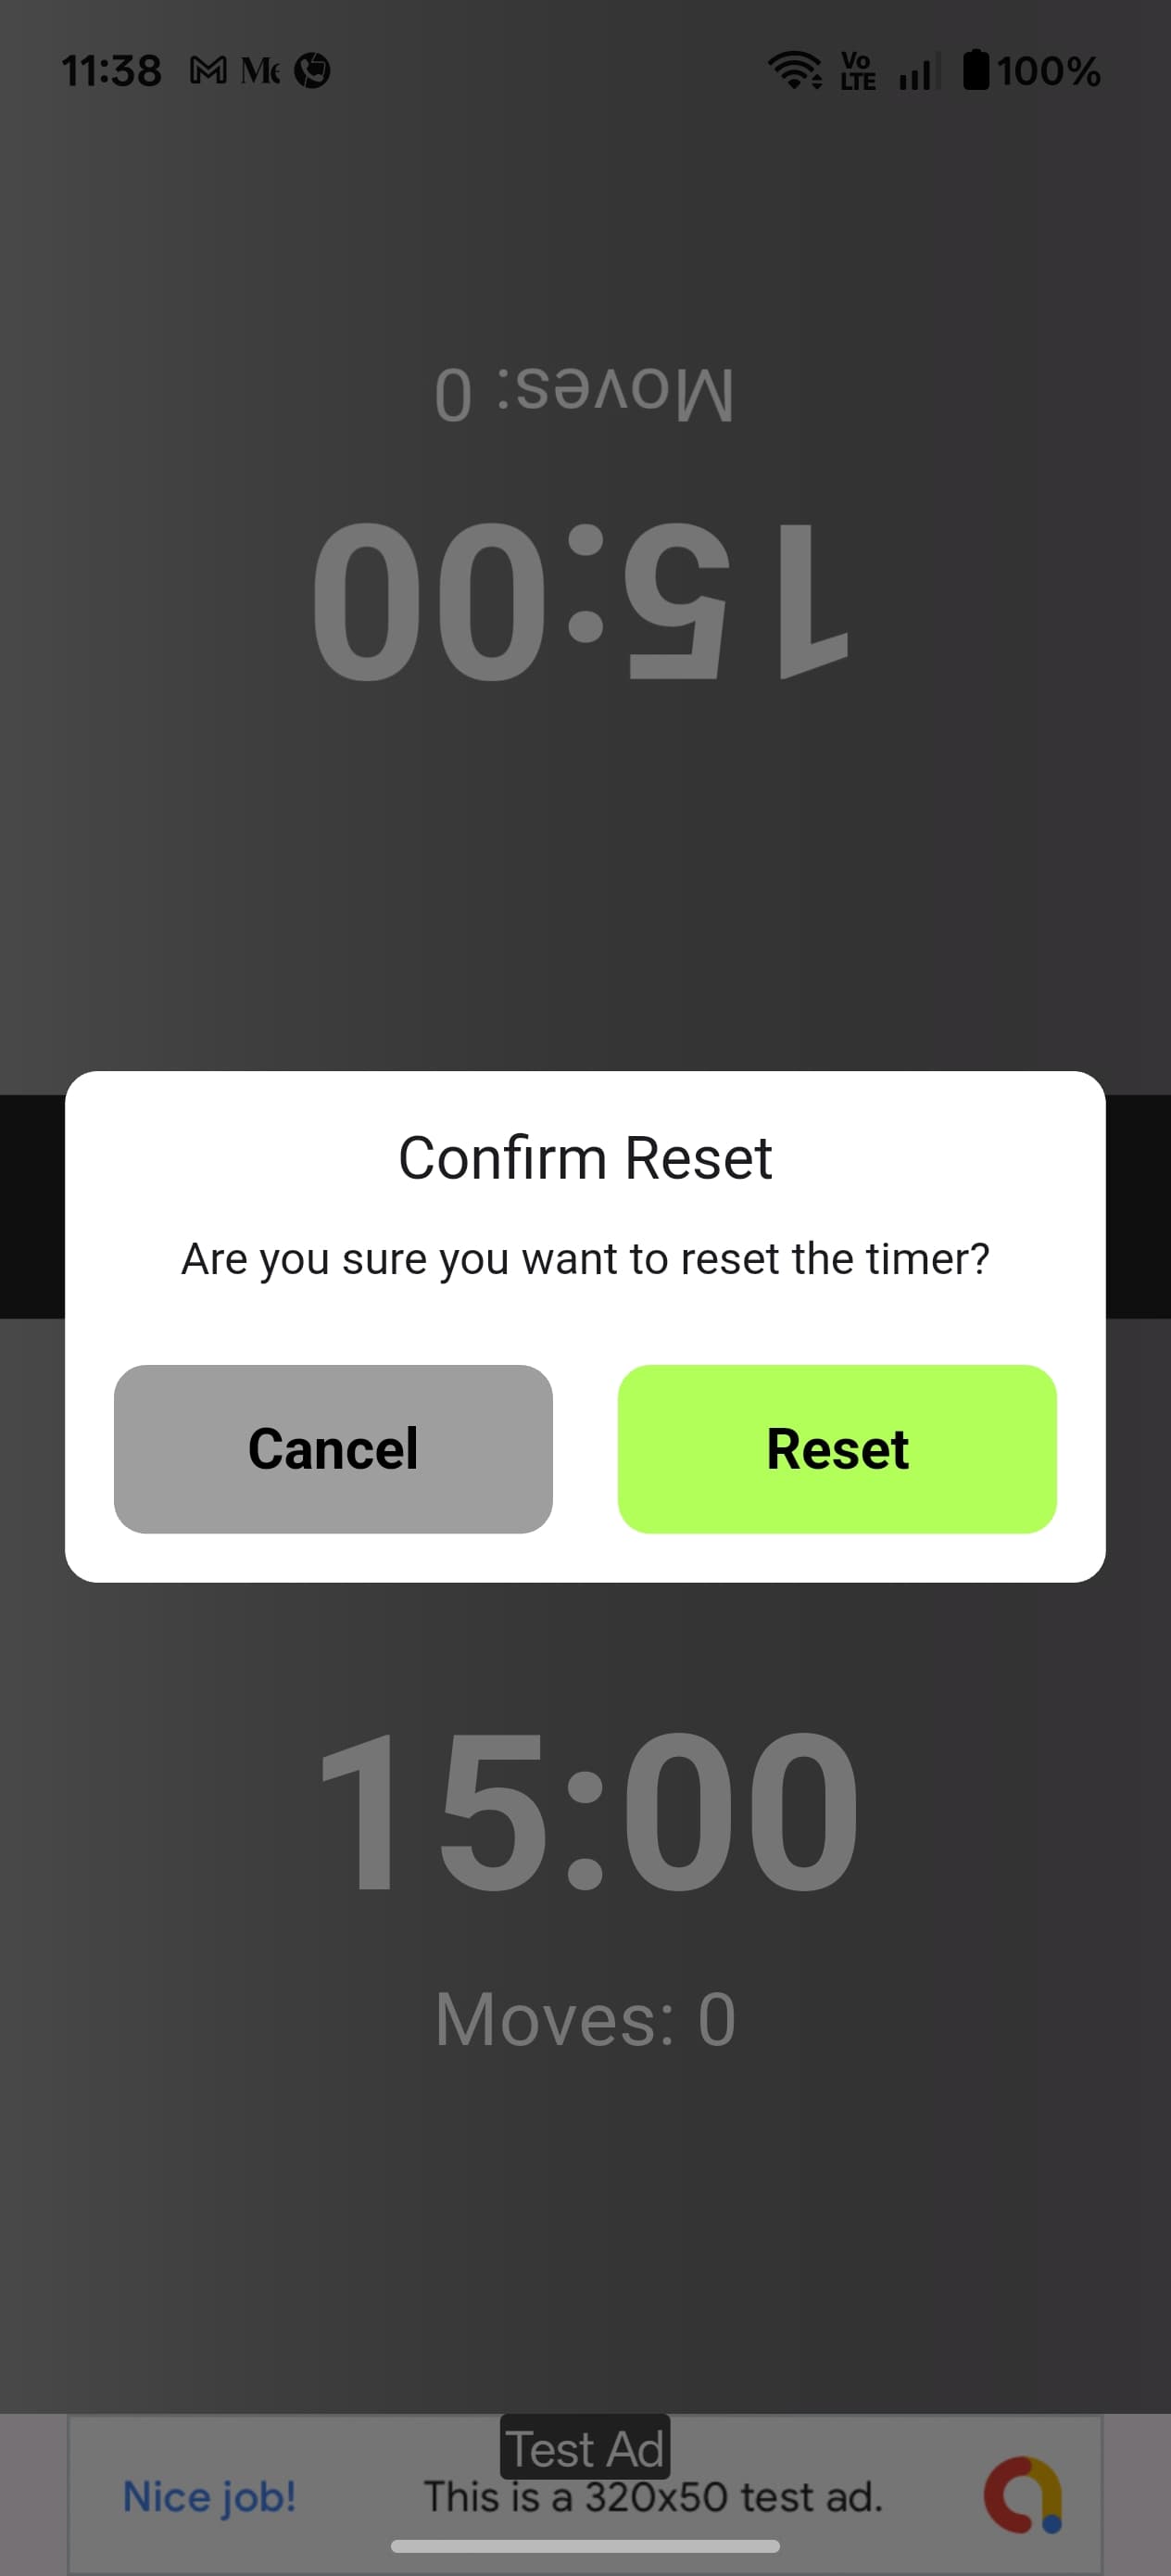 11:38 M Me Vo LTE 100%
Moves: 0
15:00
Confirm Reset
Are you sure you want to reset the timer?
Cancel Reset
15:00
Moves: 0
Test Ad
Nice job! This is a 320x50 test ad.